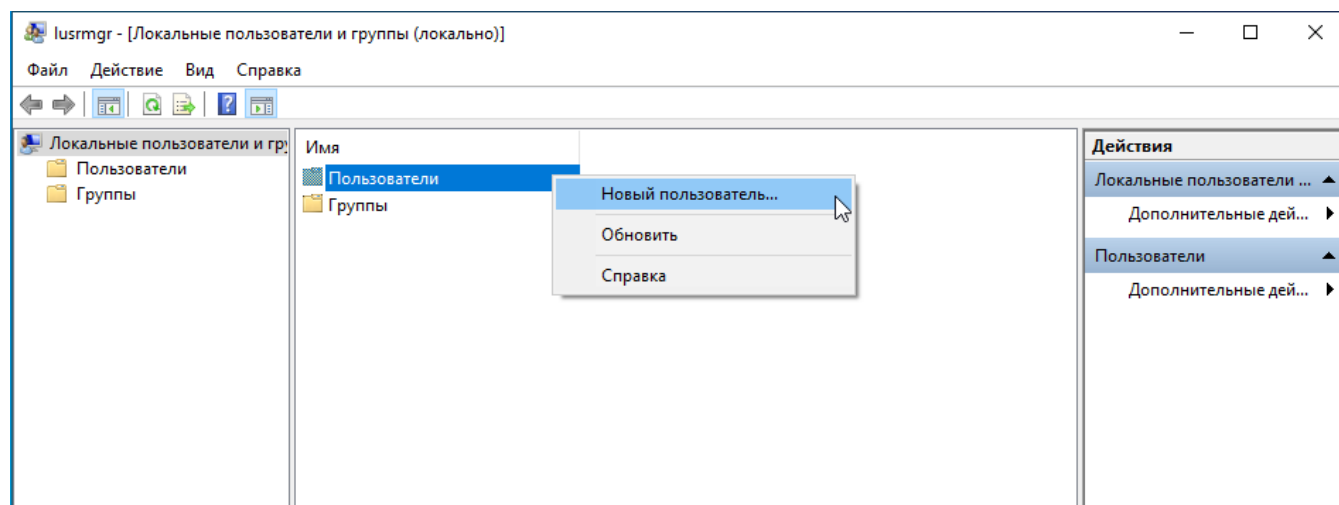 lusrmgr - [Локальные пользователи и группы (локально)]
Файл Действие Вид Справка
Локальные пользователи и гру
Пользователи
Группы
Имя
Пользователи
Группы
Новый пользователь...
Обновить
Справка
Действия
Локальные пользователи ...
Дополнительные дей...
Пользователи
Дополнительные дей...